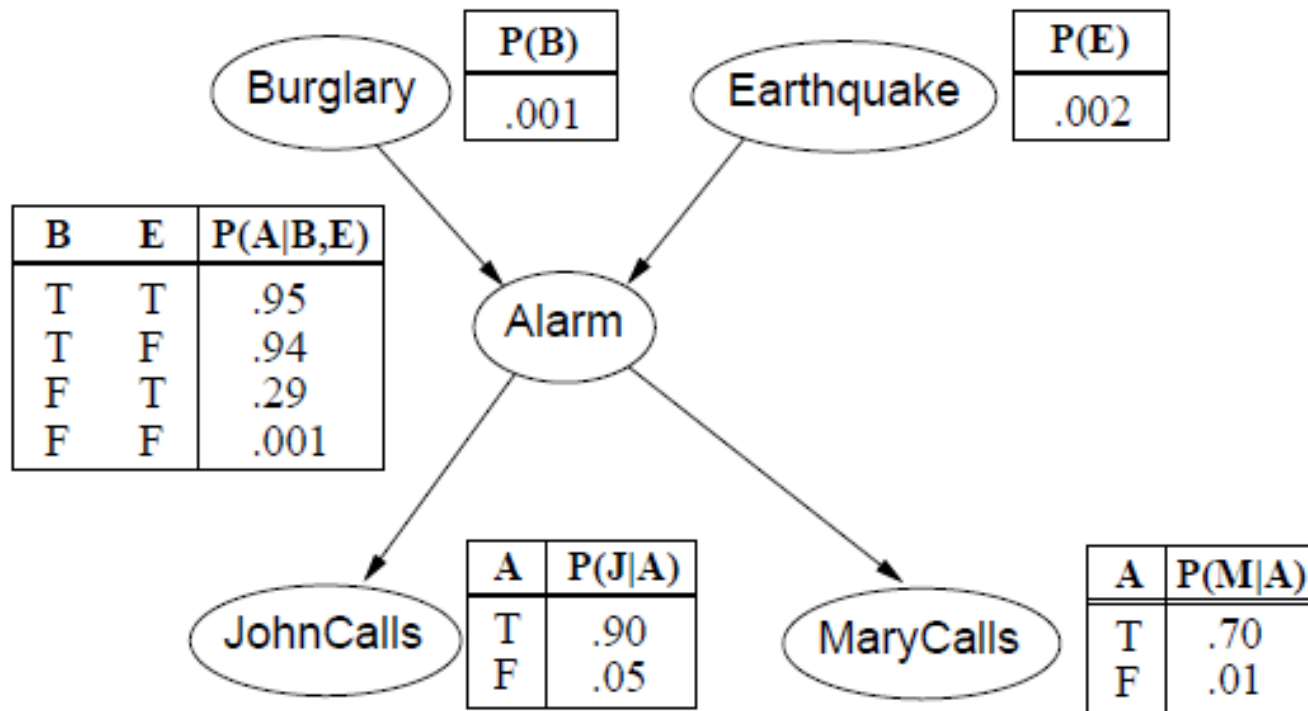 P(B)
.001
Burglary
P(E)
.002
Earthquake
B E P(A|B,E)
T T .95
T F .94
F T .29
F F .001
Alarm
JohnCalls
A P(J|A)
T .90
F .05
MaryCalls
A P(M|A)
T .70
F .01